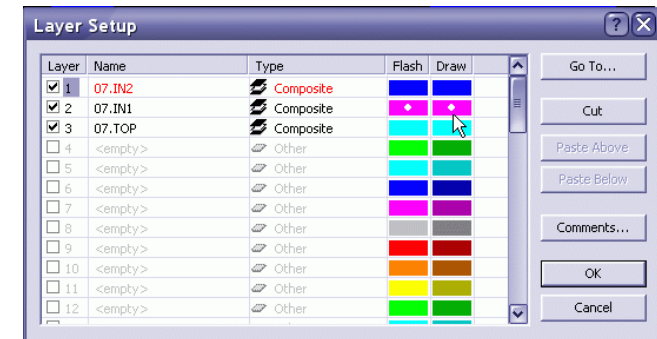 Layer Setup
Layer Name Type Flash Draw
1 07.IN2 Composite
2 07.IN1 Composite
3 07.TOP Composite
4 <empty> Other
5 <empty> Other
6 <empty> Other
7 <empty> Other
8 <empty> Other
9 <empty> Other
10 <empty> Other
11 <empty> Other
12 <empty> Other
Go To...
Cut
Paste Above
Paste Below
Comments...
OK
Cancel